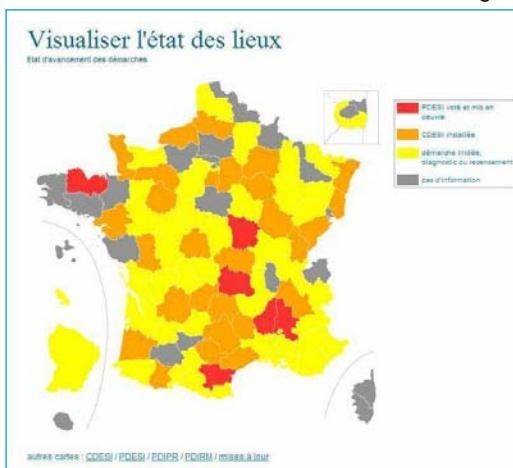 Visualiser l'état des lieux
Etat d'avancement des démarches
PDESI voté et mis en
oeuvre
CDESI installée
démarche initiée,
diagnostic ou recensement
pas d'information
autres cartes : CDESI / PDESI / PDIPR / PDIRM / mises à jour